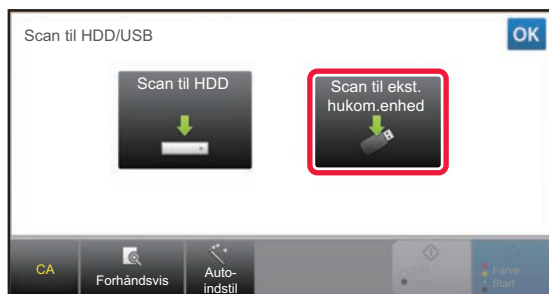 Scan til HDD/USB
OK
Scan til HDD
Scan til ekst.
hukom.enhed
CA
Forhåndsvis
Auto-
indstil
Farve
Start